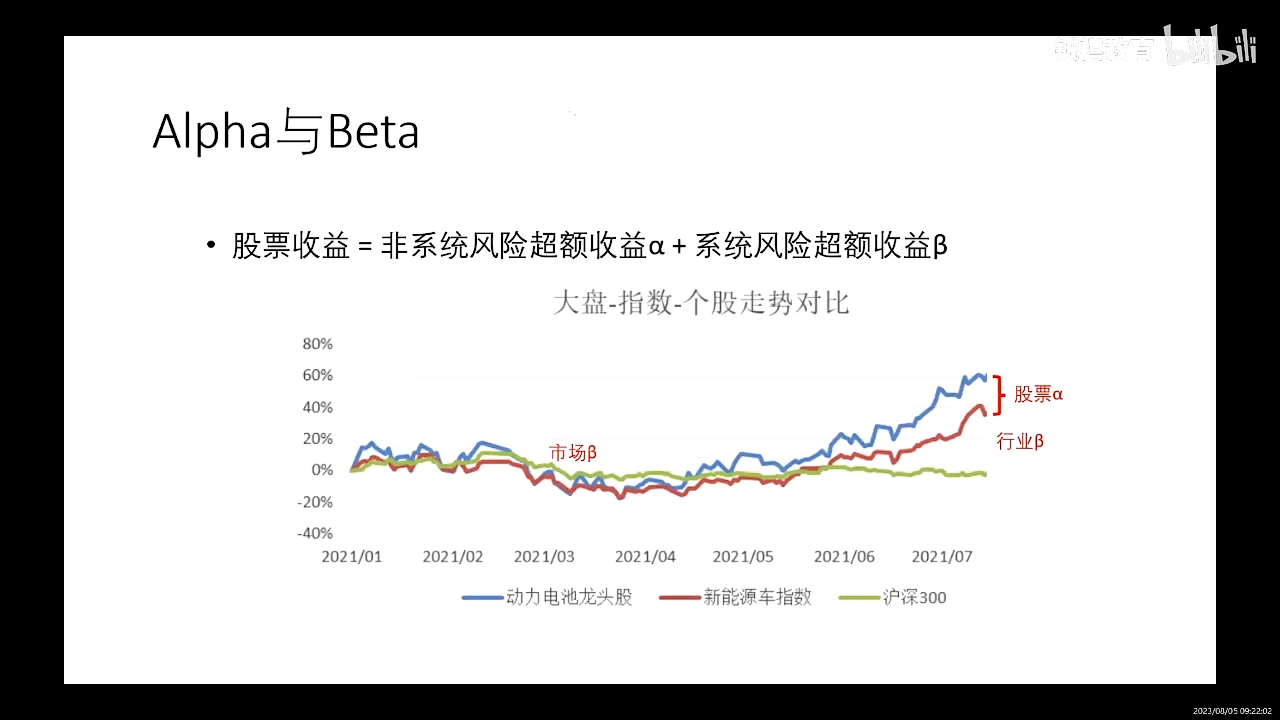 教育 bilibili
Alpha与Beta
• 股票收益 = 非系统风险超额收益α + 系统风险超额收益β
大盘-指数-个股走势对比
80%
60%
40%
20%
0%
-20%
-40%
股票α
行业β
市场β
2021/01 2021/02 2021/03 2021/04 2021/05 2021/06 2021/07
动力电池龙头股 新能源车指数 沪深300
2023/08/05 09:22:02